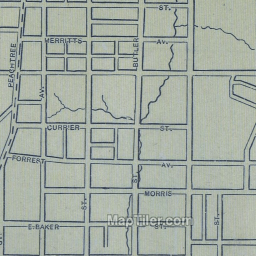 ST.
MERRITTS AV.
PEACHTREE
BUTLER
AV.
CURRIER ST.
FORREST AV.
ST.
MORRIS
ST.
ST.
E. BAKER ST.
MapTiler.com